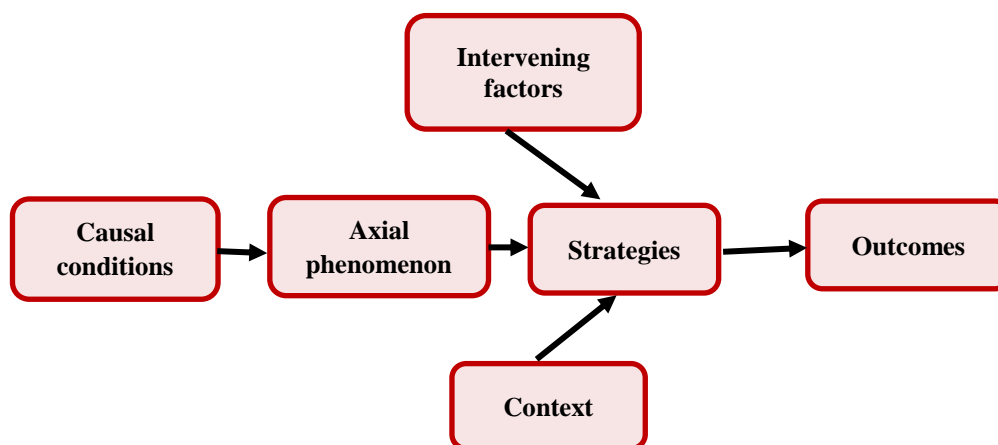 Intervening
factors
Causal
conditions
Axial
phenomenon
Strategies
Outcomes
Context